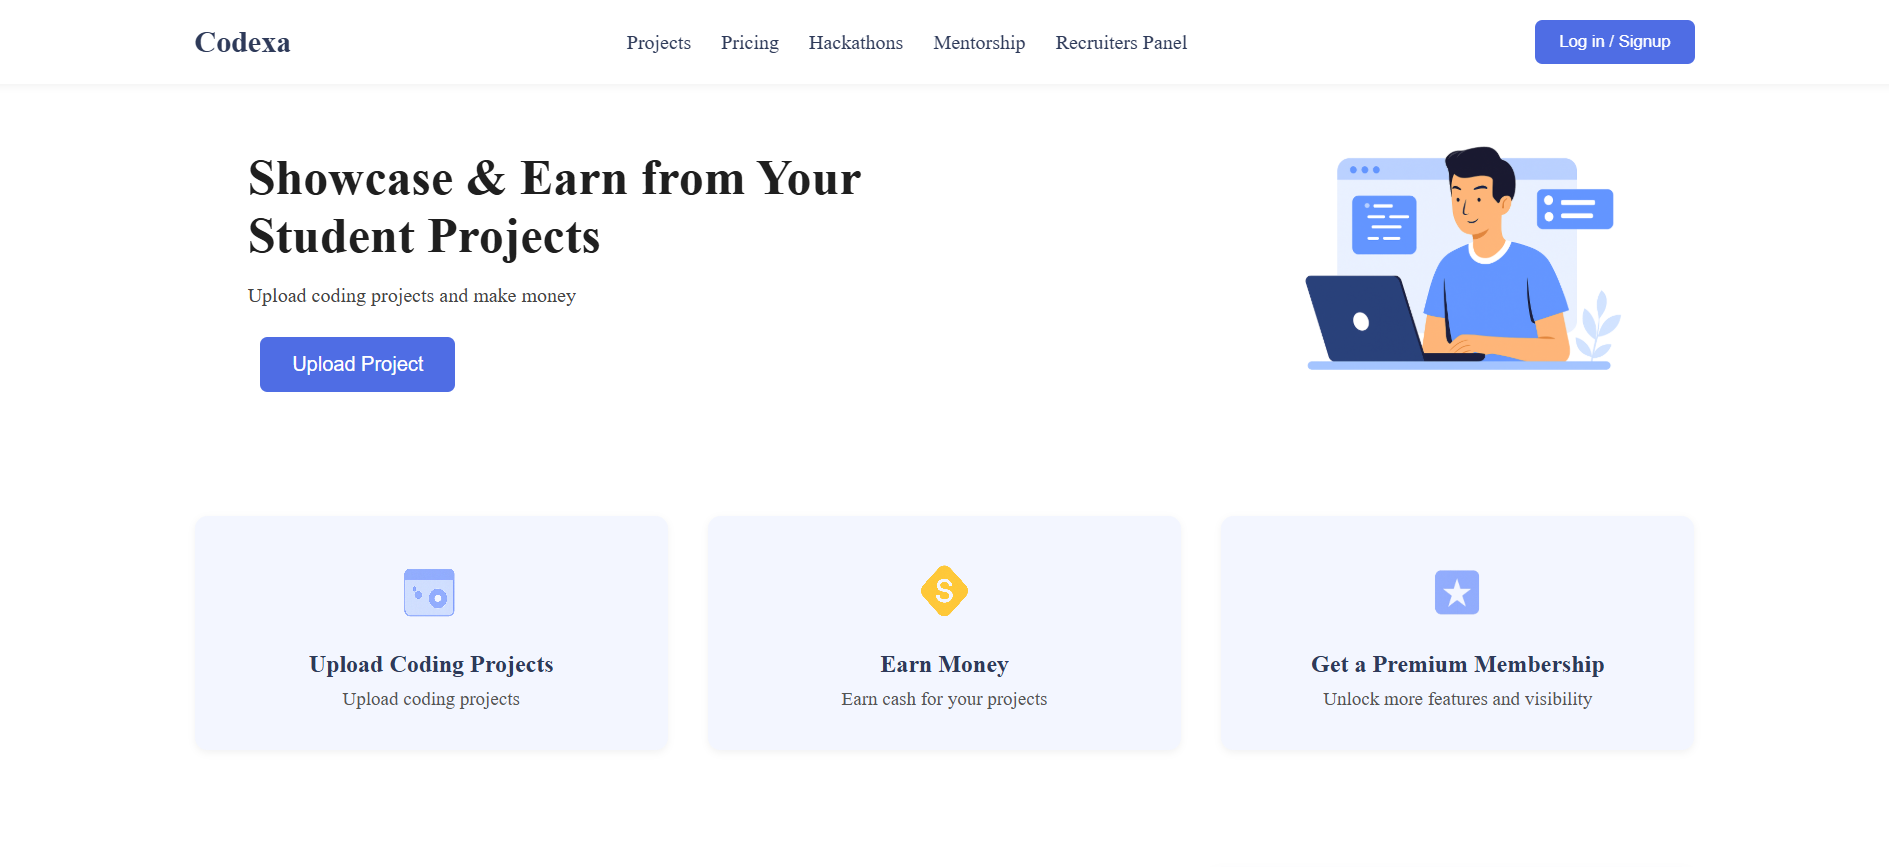 Codexa
Projects
Pricing
Hackathons
Mentorship
Recruiters Panel
Log in / Signup
Showcase & Earn from Your
Student Projects
Upload coding projects and make money
Upload Project
S
Upload Coding Projects
Upload coding projects
Earn Money
Earn cash for your projects
Get a Premium Membership
Unlock more features and visibility